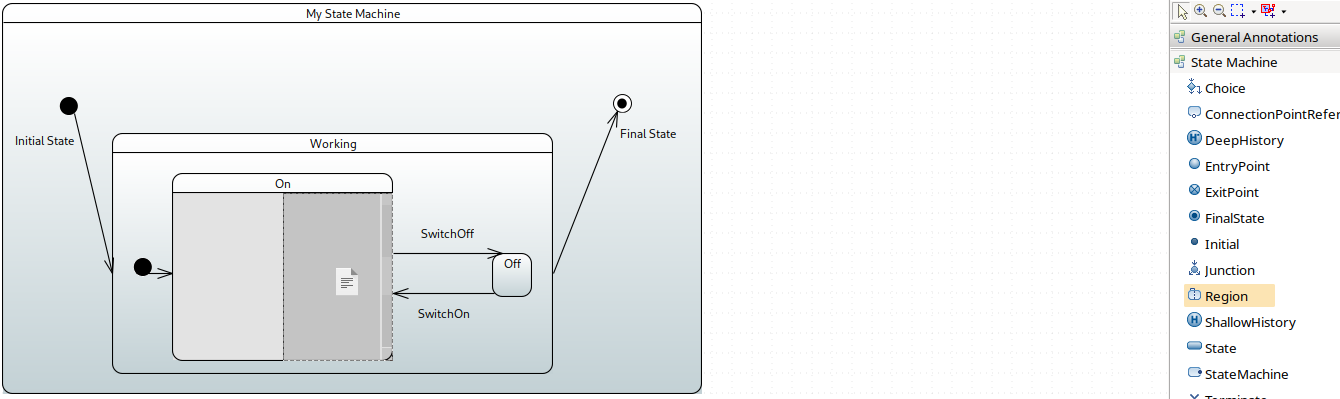 My State Machine
Initial State
Final State
Working
On
SwitchOff
Off
SwitchOn
General Annotations
State Machine
Choice
ConnectionPointRefer
DeepHistory
EntryPoint
ExitPoint
FinalState
Initial
Junction
Region
ShallowHistory
State
StateMachine
Terminate